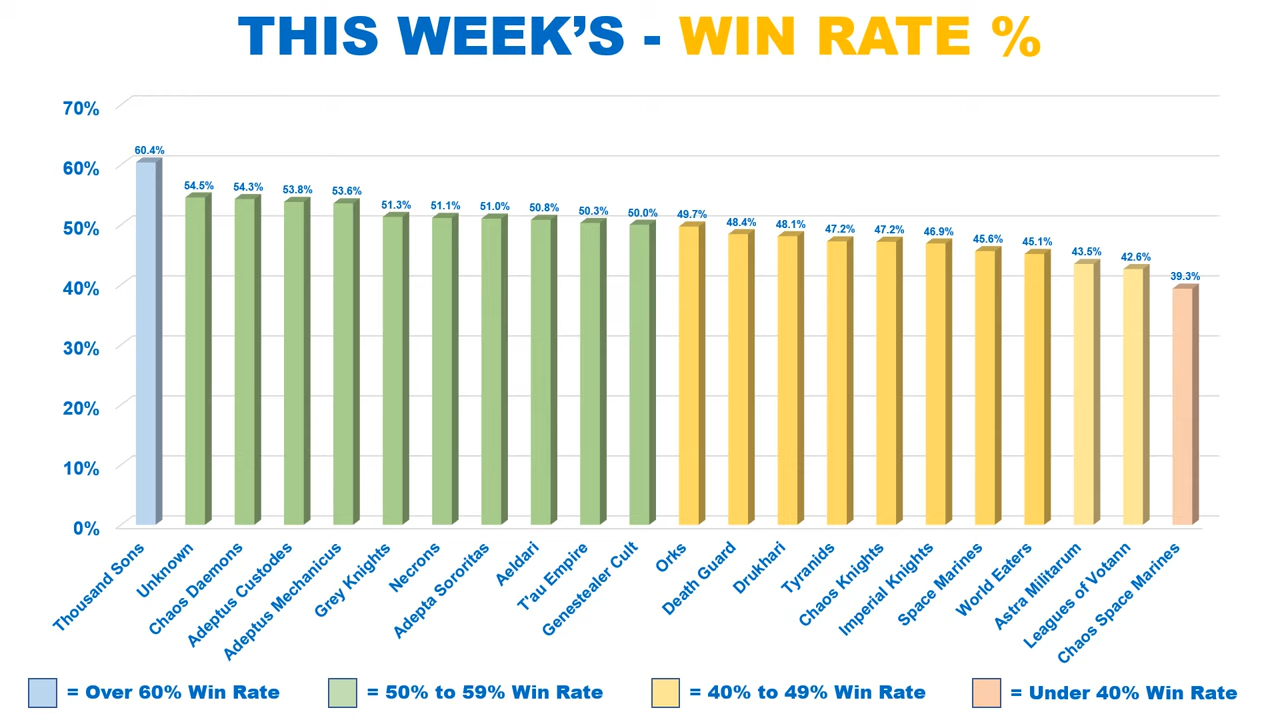 THIS WEEK'S - WIN RATE %
70%
60%
50%
40%
30%
20%
10%
0%
60.4%
54.5%
54.3%
53.8%
53.6%
51.3%
51.1%
51.0%
50.8%
50.3%
50.0%
49.7%
48.4%
48.1%
47.2%
47.2%
46.9%
45.6%
45.1%
43.5%
42.6%
39.3%
Thousand Sons
Unknown
Chaos Daemons
Adeptus Custodes
Adeptus Mechanicus
Grey Knights
Necrons
Adepta Sororitas
Aeldari
T'au Empire
Genestealer Cult
Orks
Death Guard
Drukhari
Tyranids
Chaos Knights
Imperial Knights
Space Marines
World Eaters
Astra Militarum
Leagues of Votann
Chaos Space Marines
= Over 60% Win Rate
= 50% to 59% Win Rate
= 40% to 49% Win Rate
= Under 40% Win Rate